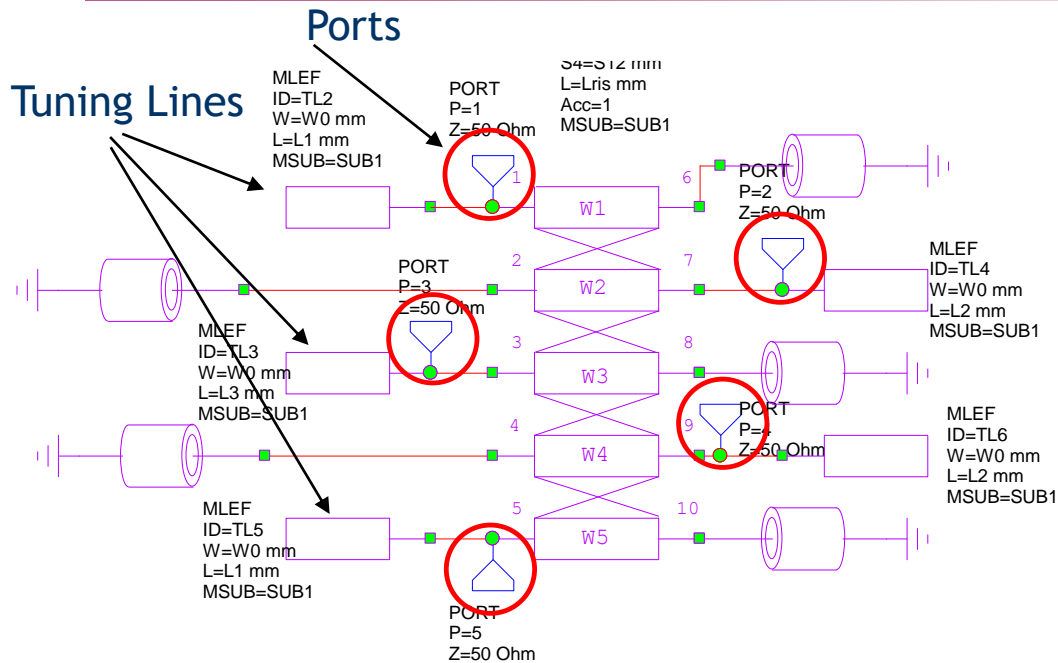 Ports
Tuning Lines
MLEF
ID=TL2
W=W0 mm
L=L1 mm
MSUB=SUB1
PORT
P=1
Z=50 Ohm
S4=S12 mm
L=Lris mm
Acc=1
MSUB=SUB1
1
W1
6
PORT
P=2
Z=50 Ohm
2
W2
7
MLEF
ID=TL4
W=W0 mm
L=L2 mm
MSUB=SUB1
PORT
P=3
Z=50 Ohm
MLEF
ID=TL3
W=W0 mm
L=L3 mm
MSUB=SUB1
3
W3
8
PORT
P=4
Z=50 Ohm
4
W4
9
MLEF
ID=TL6
W=W0 mm
L=L2 mm
MSUB=SUB1
MLEF
ID=TL5
W=W0 mm
L=L1 mm
MSUB=SUB1
5
W5
10
PORT
P=5
Z=50 Ohm